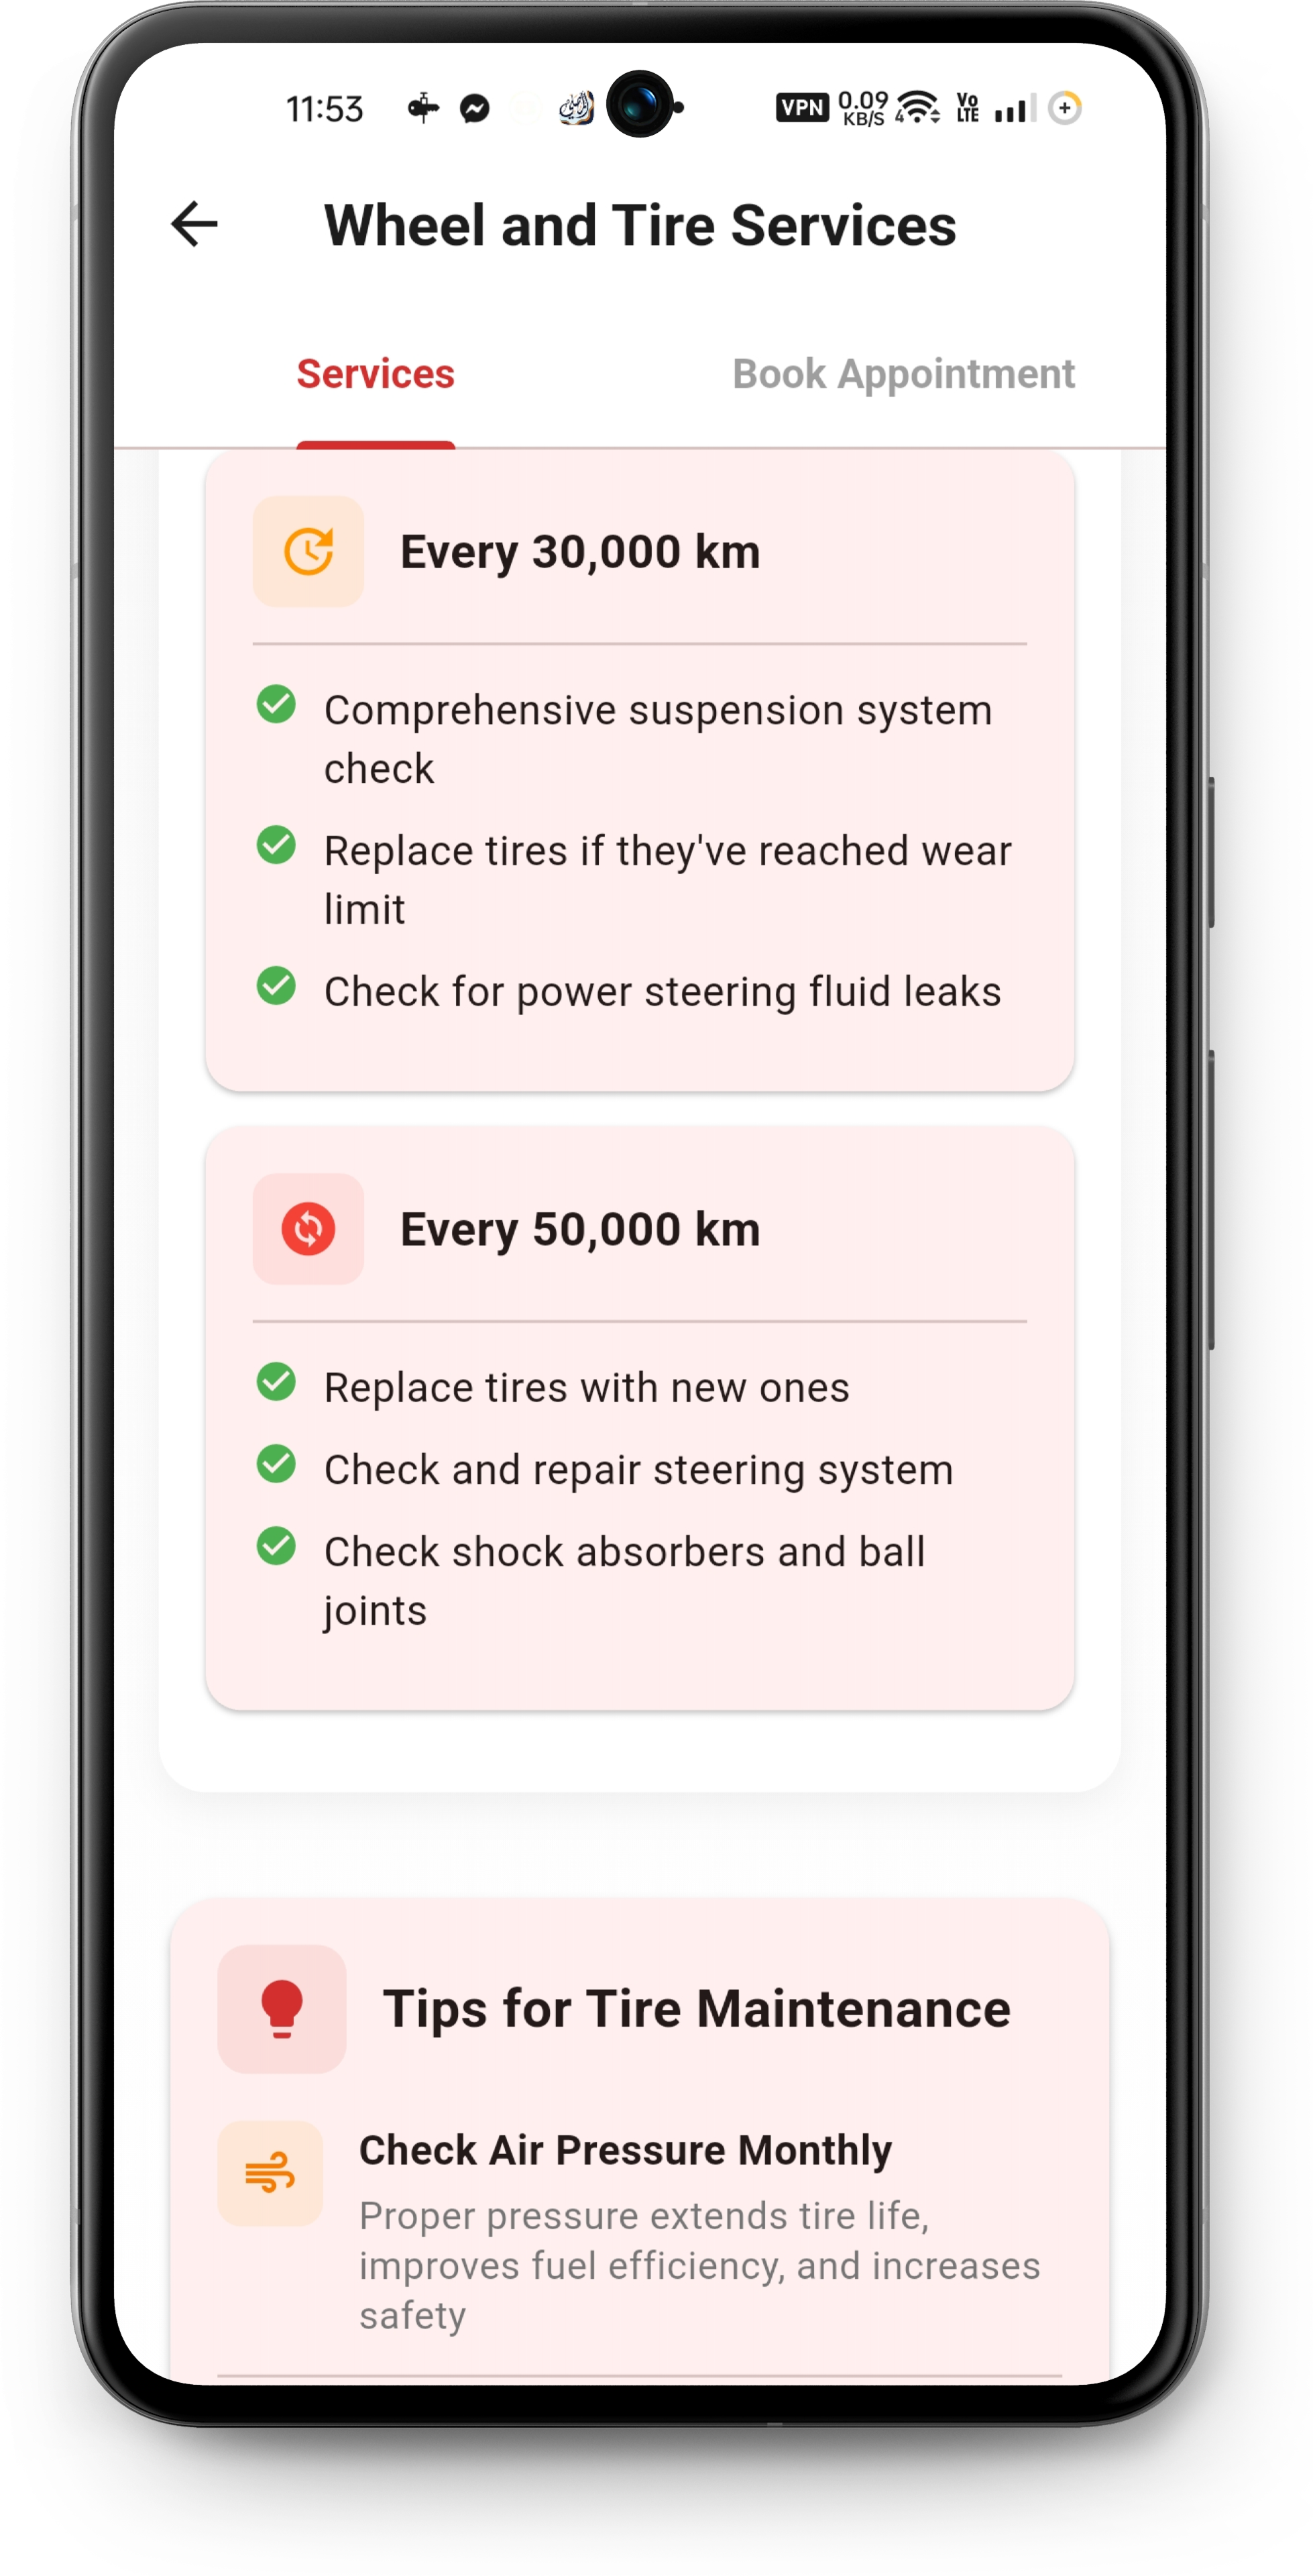 11:53
VPN 0.09 KB/S 4 Vo LTE
Wheel and Tire Services
Services Book Appointment
Every 30,000 km
Comprehensive suspension system
check
Replace tires if they've reached wear
limit
Check for power steering fluid leaks
Every 50,000 km
Replace tires with new ones
Check and repair steering system
Check shock absorbers and ball
joints
Tips for Tire Maintenance
Check Air Pressure Monthly
Proper pressure extends tire life,
improves fuel efficiency, and increases
safety